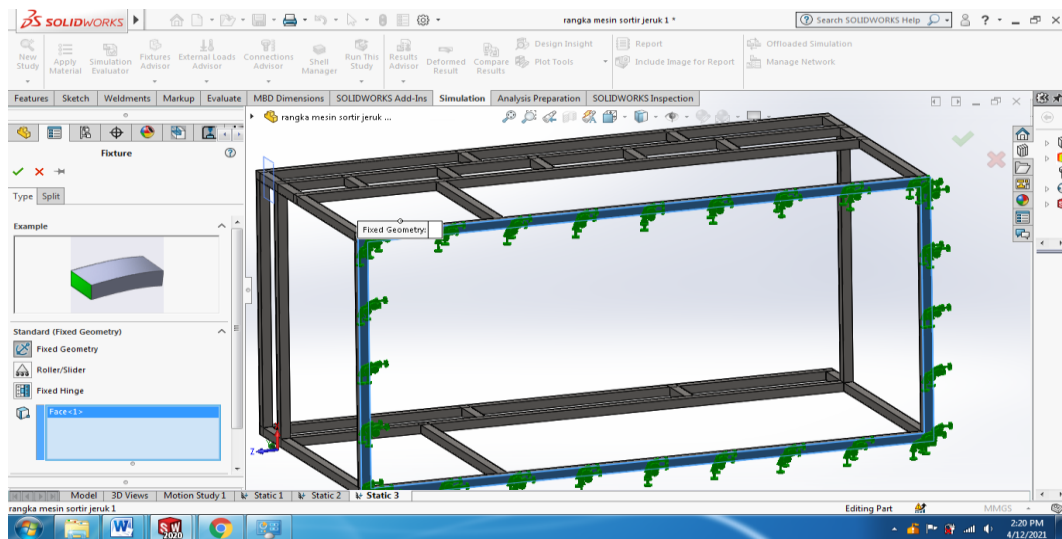 SOLIDWORKS
rangka mesin sortir jeruk 1 *
Search SOLIDWORKS Help
?
New Study
Apply Material
Simulation Evaluator
Fixtures Advisor
External Loads Advisor
Connections Advisor
Shell Manager
Run This Study
Results Advisor
Deformed Result
Compare Results
Design Insight
Plot Tools
Report
Include Image for Report
Offloaded Simulation
Manage Network
Features Sketch Weldments Markup Evaluate MBD Dimensions SOLIDWORKS Add-Ins Simulation Analysis Preparation SOLIDWORKS Inspection
rangka mesin sortir jeruk ...
Fixture
Type Split
Example
Fixed Geometry:
Standard (Fixed Geometry)
Fixed Geometry
Roller/Slider
Fixed Hinge
Face<1>
Z
Model 3D Views Motion Study 1 Static 1 Static 2 Static 3
rangka mesin sortir jeruk 1
Editing Part
MMGS
SW
2020
2:20 PM
4/12/2021